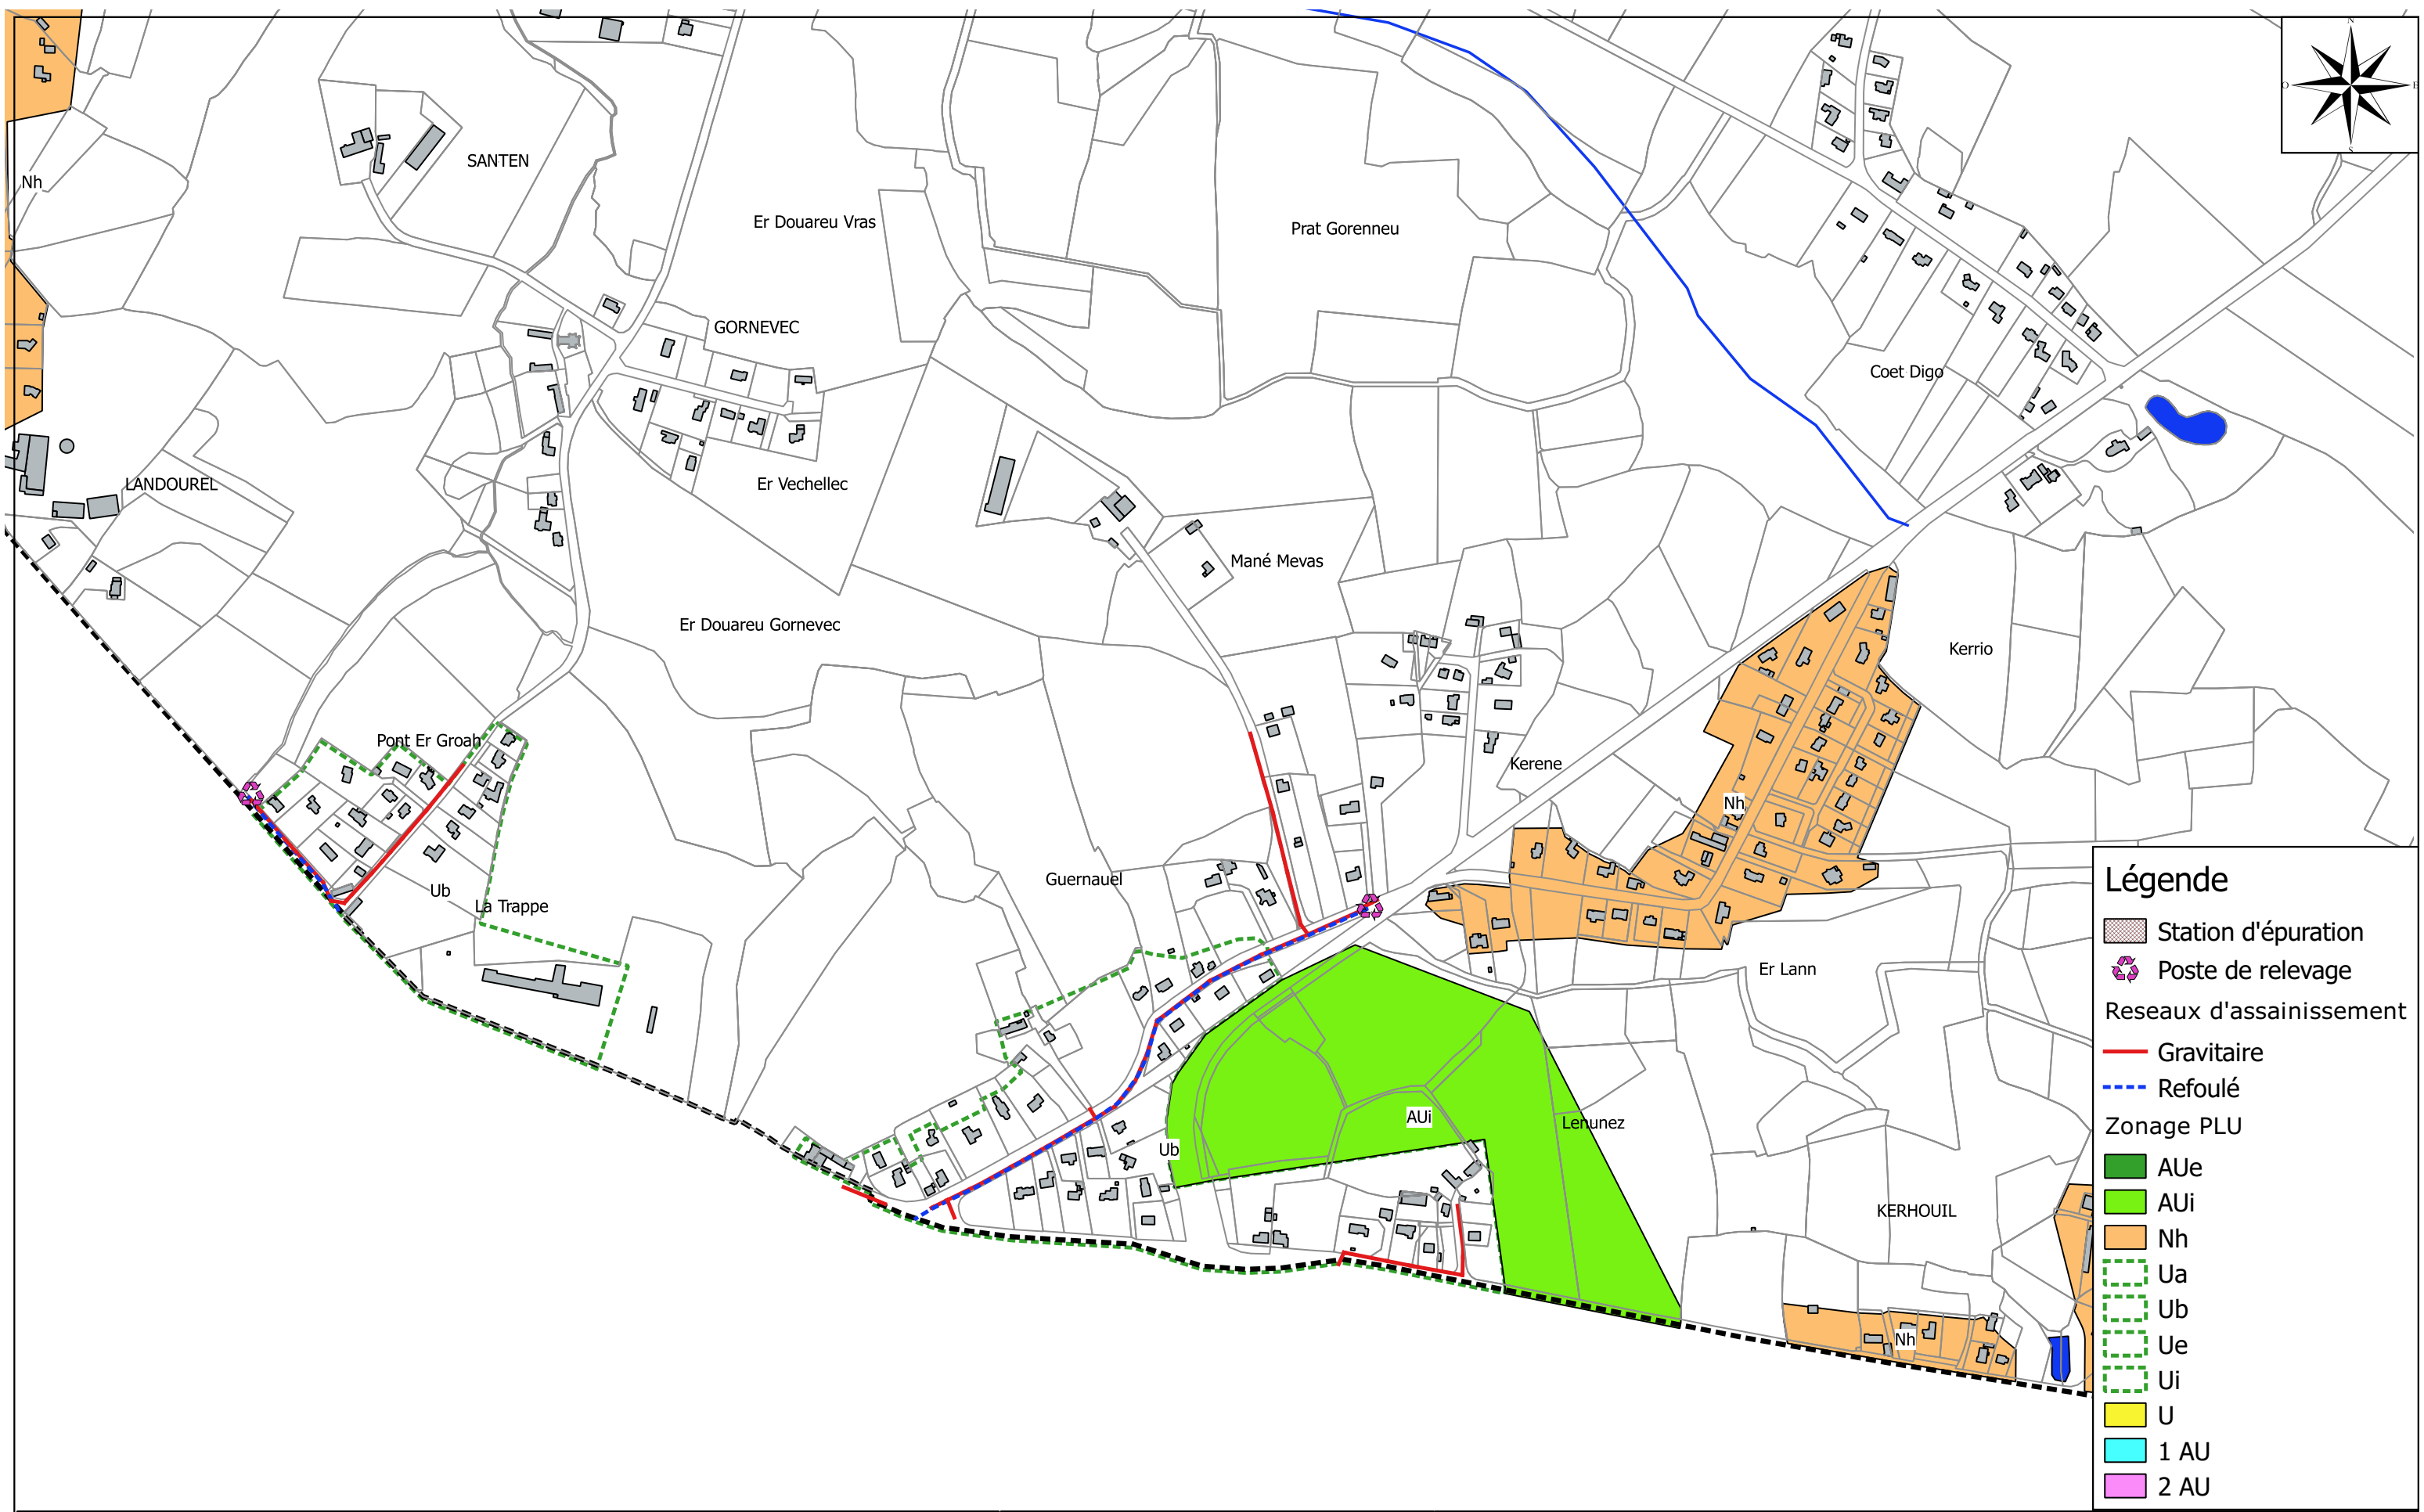 N
O
E
S
SANTEN
Nh
Er Douareu Vras
Prat Gorenneu
GORNEVEC
Coet Digo
LANDOUREL
Er Vechellec
Mané Mevas
Er Douareu Gornevec
Kerrio
Pont Er Groah
Kerene
Nh
Guernauel
Ub
La Trappe
Er Lann
AUi
Lenunez
Ub
KERHOUIL
Nh
Légende
Station d'épuration
Poste de relevage
Reseaux d'assainissement
Gravitaire
Refoulé
Zonage PLU
AUe
AUi
Nh
Ua
Ub
Ue
Ui
U
1 AU
2 AU